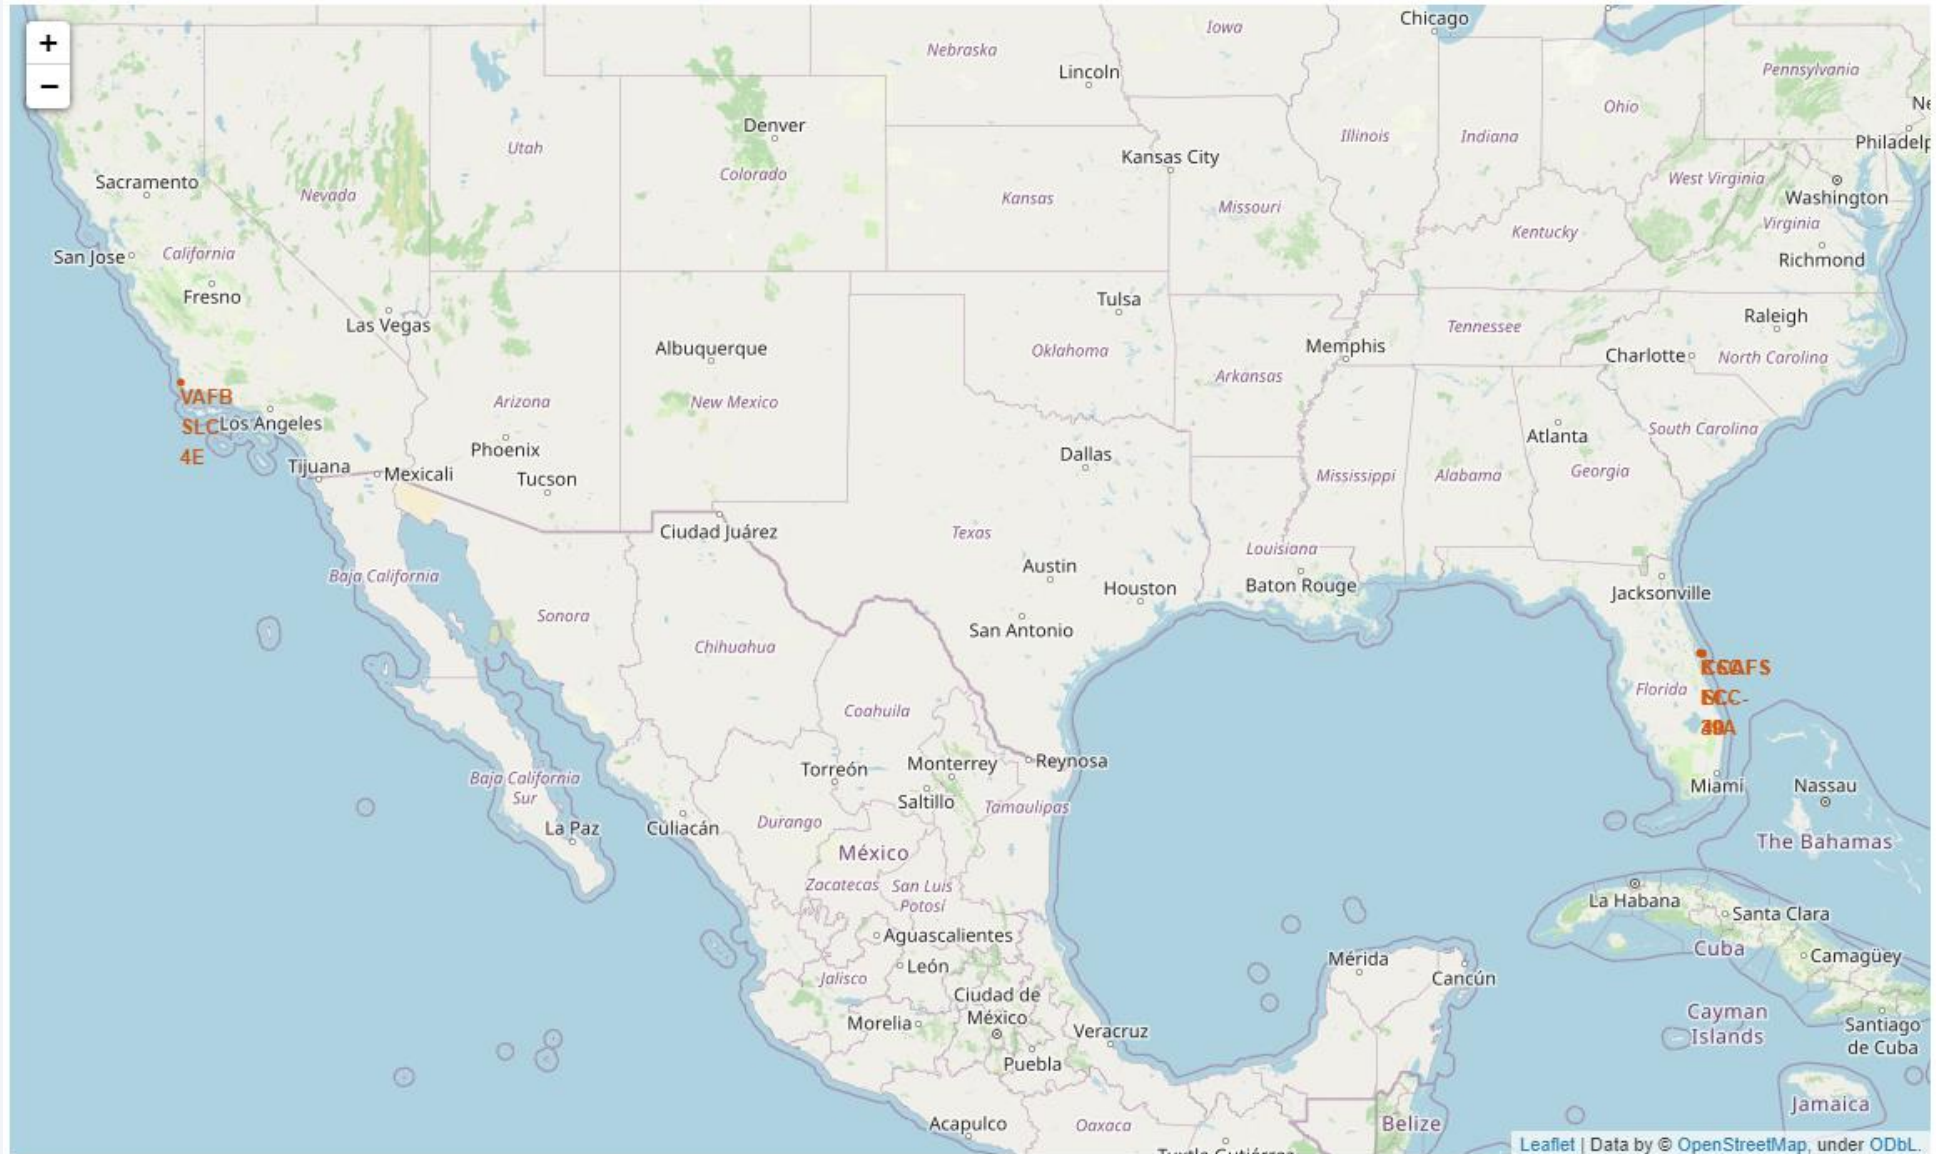 +
−
Chicago
Iowa
Nebraska
Lincoln
Pennsylvania
Ohio
Denver
Illinois
Indiana
Philadelp
Utah
Kansas City
Colorado
Sacramento
West Virginia
Nevada
Kansas
Missouri
Washington
Virginia
Kentucky
California
San Jose
Richmond
Fresno
Tulsa
Las Vegas
Raleigh
Tennessee
Albuquerque
Memphis
Oklahoma
Charlotte
North Carolina
Arkansas
VAFB
SLC
4E
Los Angeles
Arizona
New Mexico
South Carolina
Atlanta
Phoenix
Dallas
Tijuana
Mexicali
Georgia
Tucson
Mississippi
Alabama
Ciudad Juárez
Texas
Louisiana
Austin
Baja California
Houston
Baton Rouge
Jacksonville
Sonora
San Antonio
Chihuahua
Florida
Coahuila
Torreón
Monterrey
Reynosa
Baja California
Sur
Miami
Nassau
Saltillo
Tamaulipas
La Paz
Culiacán
Durango
The Bahamas
México
Zacatecas
San Luis
Potosí
La Habana
Santa Clara
Aguascalientes
Cuba
Camagüey
Mérida
León
Jalisco
Cancún
Ciudad de
México
Cayman
Islands
Morelia
Veracruz
Santiago
de Cuba
Puebla
Jamaica
Acapulco
Oaxaca
Belize
Leaflet | Data by © OpenStreetMap, under ODbL.